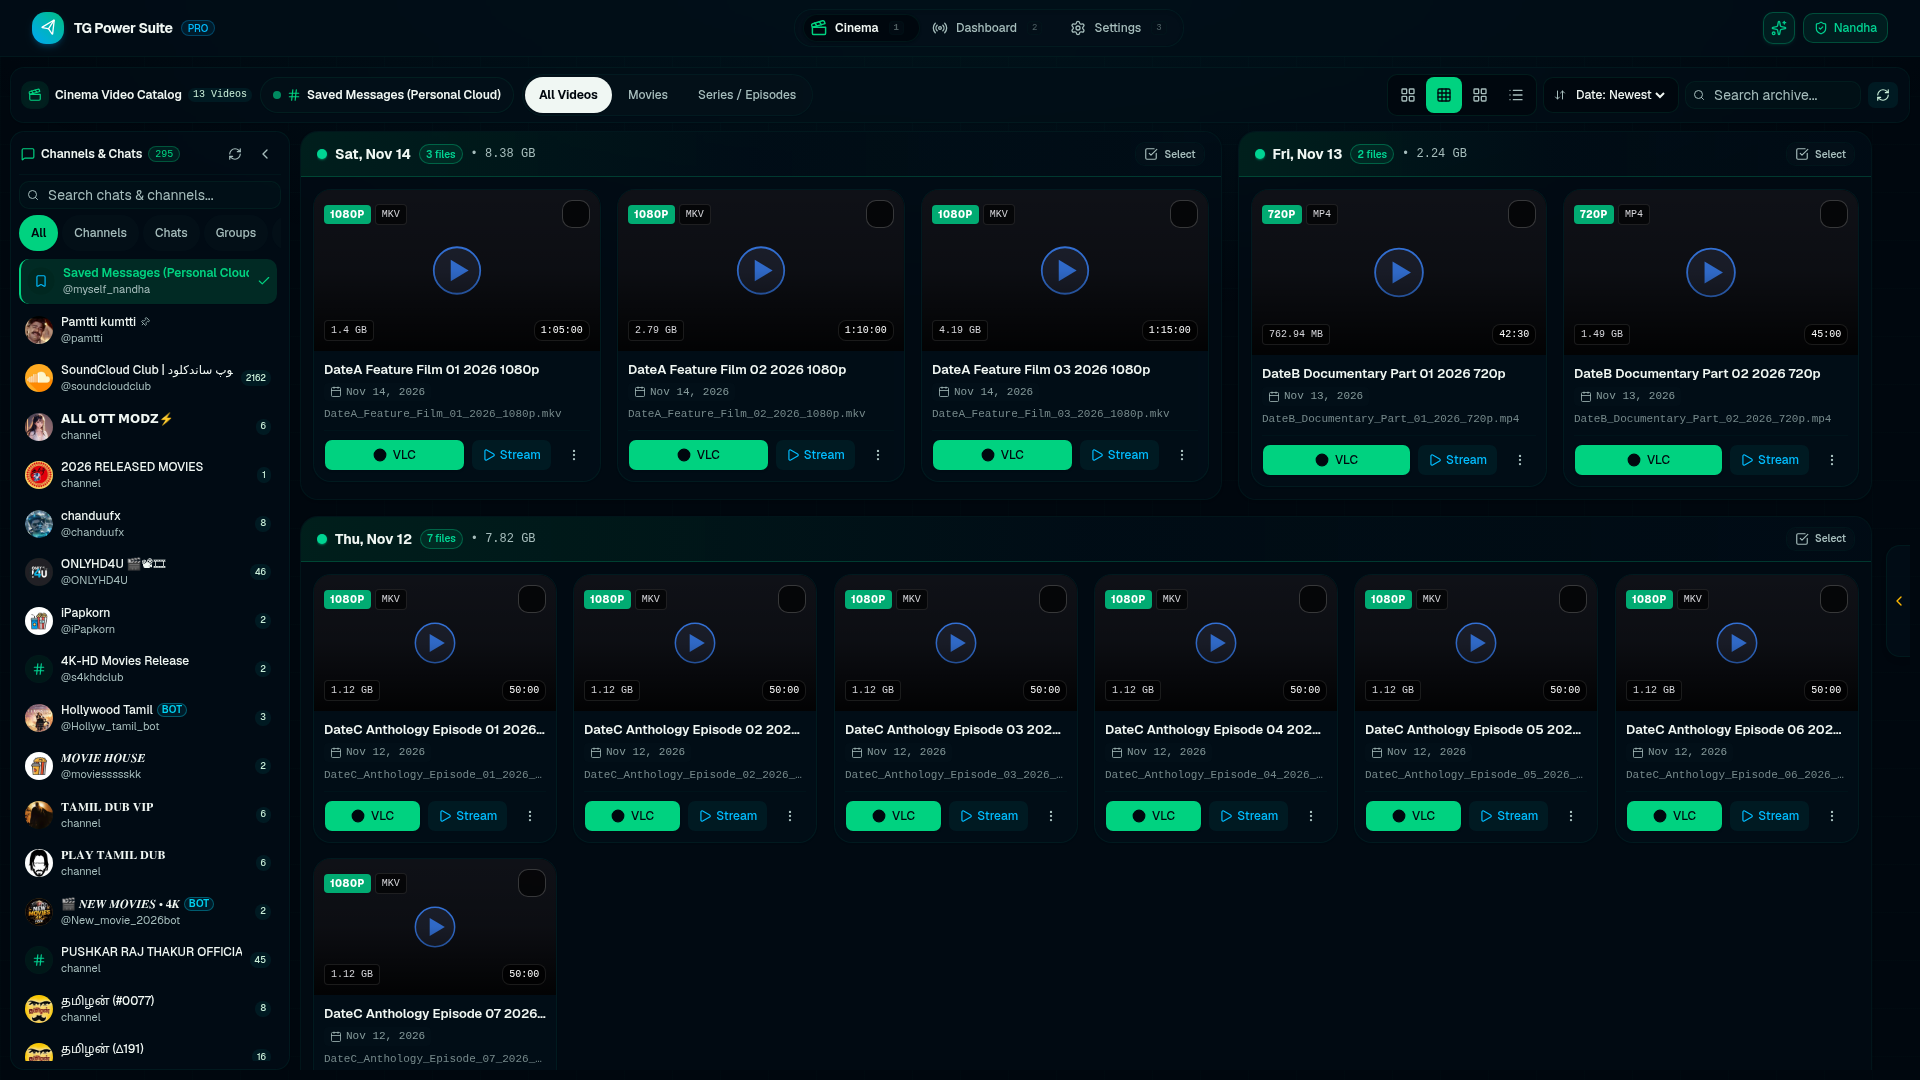 TG Power Suite PRO
Cinema 1
Dashboard 2
Settings 3
Nandha
Cinema Video Catalog 13 Videos
# Saved Messages (Personal Cloud)
All Videos
Movies
Series / Episodes
Date: Newest
Search archive...
Channels & Chats 295
Search chats & channels...
All
Channels
Chats
Groups
Saved Messages (Personal Cloud
@myself_nandha
Pamtti kumtti
@pamtti
SoundCloud Club |
2162
@soundcloudclub
ALL OTT MODZ⚡
6
channel
2026 RELEASED MOVIES
1
channel
chanduufx
8
@chanduufx
ONLYHD4U 🎬📽🎞
46
@ONLYHD4U
iPapkorn
2
@iPapkorn
4K-HD Movies Release
2
@s4khdclub
Hollywood Tamil BOT
3
@Hollyw_tamil_bot
MOVIE HOUSE
2
@moviessssskk
TAMIL DUB VIP
6
channel
PLAY TAMIL DUB
6
channel
🎬 NEW MOVIES • 4K BOT
2
@New_movie_2026bot
PUSHKAR RAJ THAKUR OFFICIA
45
channel
தமிழன் (#0077)
8
channel
தமிழன் (Δ191)
16
Sat, Nov 14 3 files • 8.38 GB
Select
1080P MKV
1.4 GB 1:05:00
DateA Feature Film 01 2026 1080p
Nov 14, 2026
DateA_Feature_Film_01_2026_1080p.mkv
VLC Stream
1080P MKV
2.79 GB 1:10:00
DateA Feature Film 02 2026 1080p
Nov 14, 2026
DateA_Feature_Film_02_2026_1080p.mkv
VLC Stream
1080P MKV
4.19 GB 1:15:00
DateA Feature Film 03 2026 1080p
Nov 14, 2026
DateA_Feature_Film_03_2026_1080p.mkv
VLC Stream
Fri, Nov 13 2 files • 2.24 GB
Select
720P MP4
762.94 MB 42:30
DateB Documentary Part 01 2026 720p
Nov 13, 2026
DateB_Documentary_Part_01_2026_720p.mp4
VLC Stream
720P MP4
1.49 GB 45:00
DateB Documentary Part 02 2026 720p
Nov 13, 2026
DateB_Documentary_Part_02_2026_720p.mp4
VLC Stream
Thu, Nov 12 7 files • 7.82 GB
Select
1080P MKV
1.12 GB 50:00
DateC Anthology Episode 01 2026...
Nov 12, 2026
DateC_Anthology_Episode_01_2026_...
VLC Stream
1080P MKV
1.12 GB 50:00
DateC Anthology Episode 02 202...
Nov 12, 2026
DateC_Anthology_Episode_02_2026_...
VLC Stream
1080P MKV
1.12 GB 50:00
DateC Anthology Episode 03 202...
Nov 12, 2026
DateC_Anthology_Episode_03_2026_...
VLC Stream
1080P MKV
1.12 GB 50:00
DateC Anthology Episode 04 202...
Nov 12, 2026
DateC_Anthology_Episode_04_2026_...
VLC Stream
1080P MKV
1.12 GB 50:00
DateC Anthology Episode 05 202...
Nov 12, 2026
DateC_Anthology_Episode_05_2026_...
VLC Stream
1080P MKV
1.12 GB 50:00
DateC Anthology Episode 06 202...
Nov 12, 2026
DateC_Anthology_Episode_06_2026_...
VLC Stream
1080P MKV
1.12 GB 50:00
DateC Anthology Episode 07 2026...
Nov 12, 2026
DateC_Anthology_Episode_07_2026_...